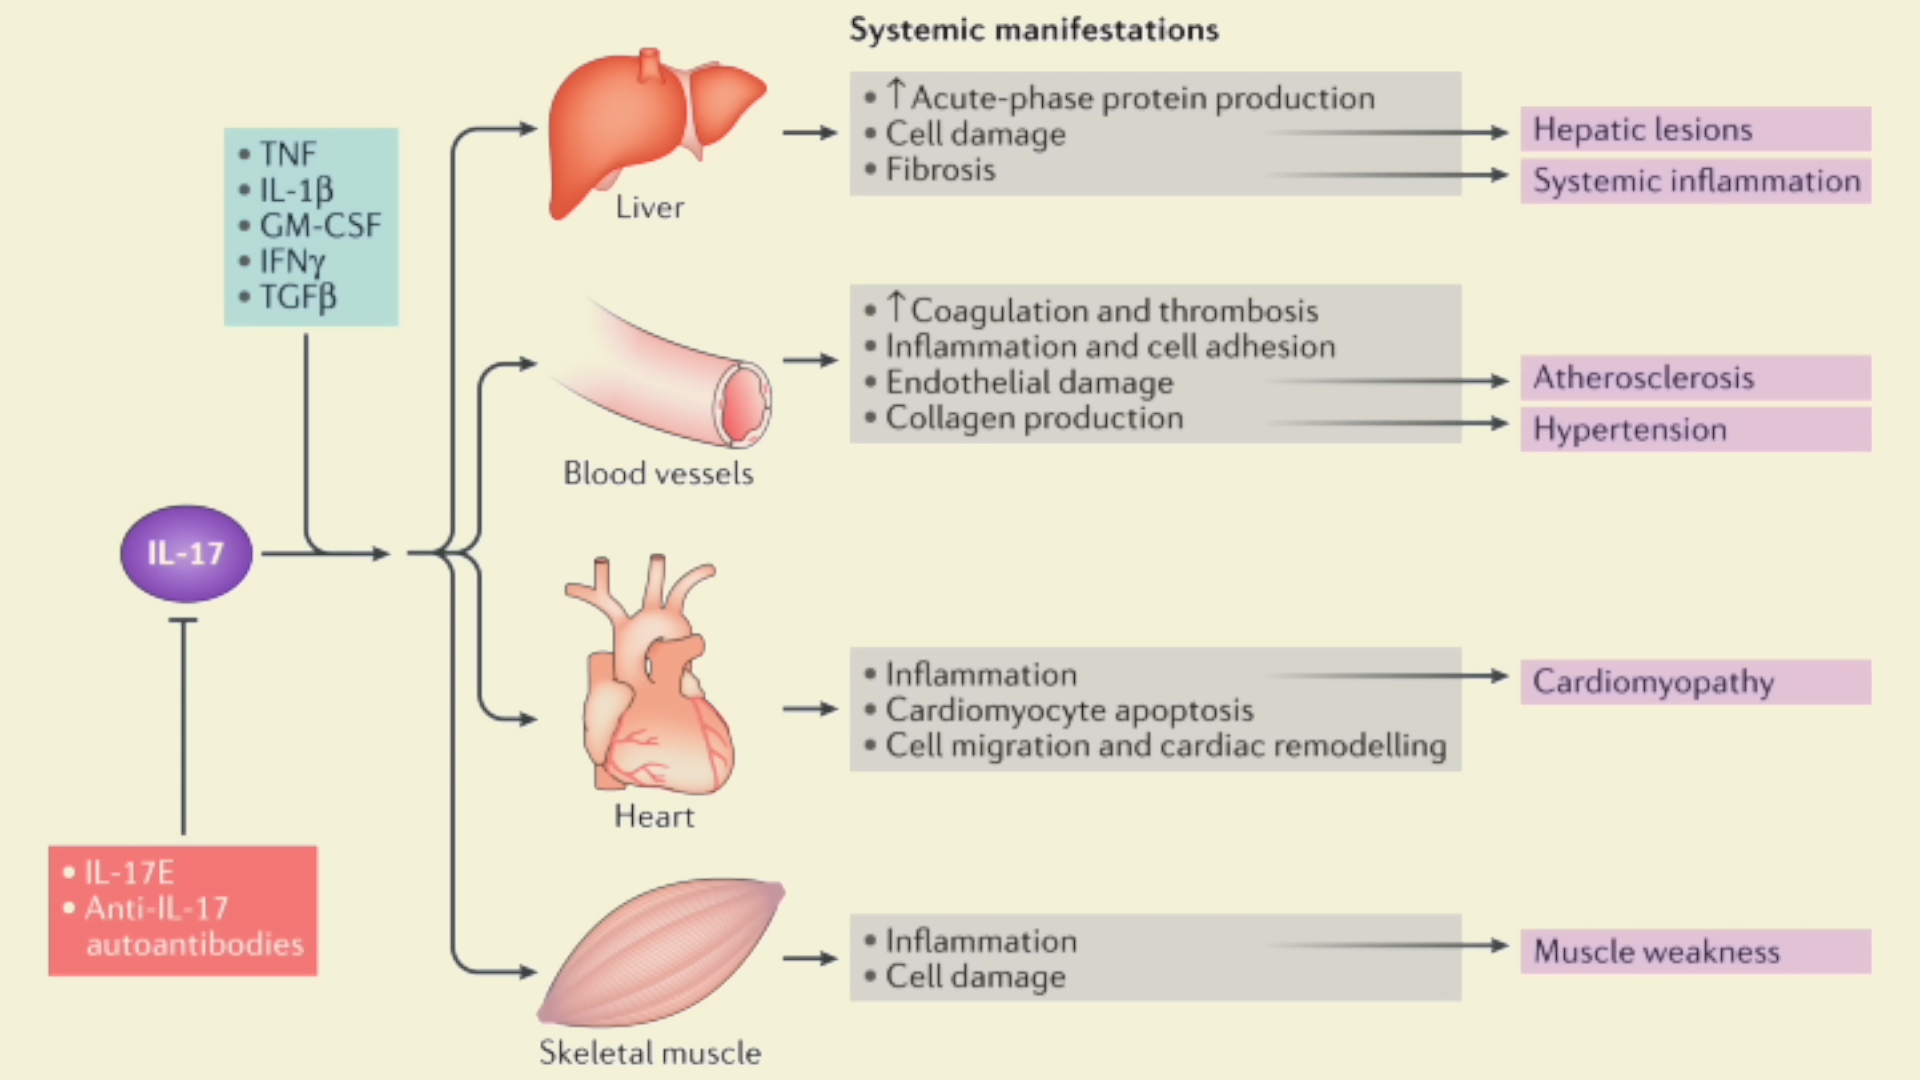 Systemic manifestations
• TNF
• IL-1β
• GM-CSF
• IFNγ
• TGFβ
IL-17
• IL-17E
• Anti-IL-17
autoantibodies
Liver
• ↑ Acute-phase protein production
• Cell damage
• Fibrosis
Hepatic lesions
Systemic inflammation
Blood vessels
• ↑ Coagulation and thrombosis
• Inflammation and cell adhesion
• Endothelial damage
• Collagen production
Atherosclerosis
Hypertension
Heart
• Inflammation
• Cardiomyocyte apoptosis
• Cell migration and cardiac remodelling
Cardiomyopathy
Skeletal muscle
• Inflammation
• Cell damage
Muscle weakness